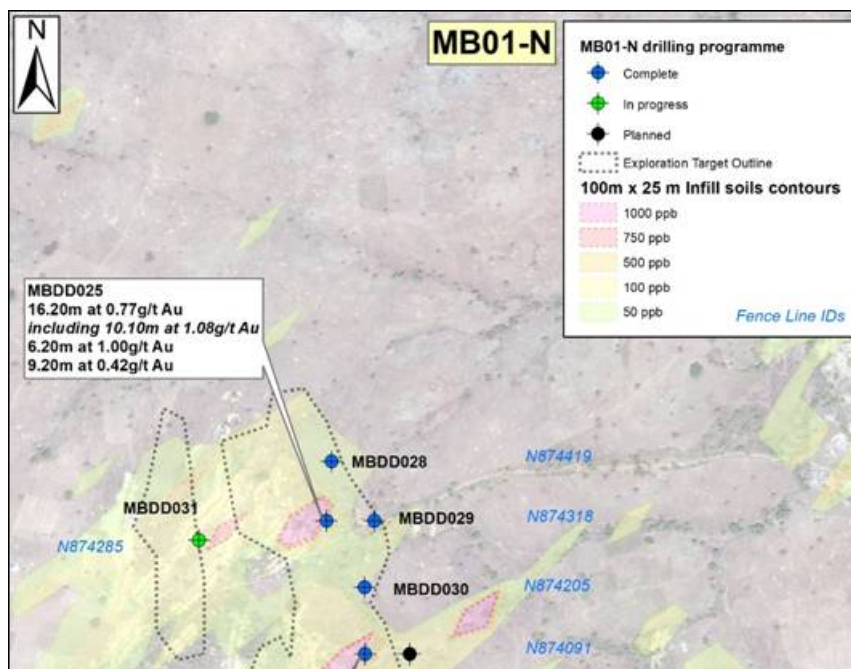 N
MB01-N
MB01-N drilling programme
Complete
In progress
Planned
Exploration Target Outline
100m x 25 m Infill soils contours
1000 ppb
750 ppb
500 ppb
100 ppb
50 ppb
Fence Line IDs
MBDD025
16.20m at 0.77g/t Au
including 10.10m at 1.08g/t Au
6.20m at 1.00g/t Au
9.20m at 0.42g/t Au
MBDD028
N874419
MBDD031
MBDD029
N874318
N874285
MBDD030
N874205
N874091